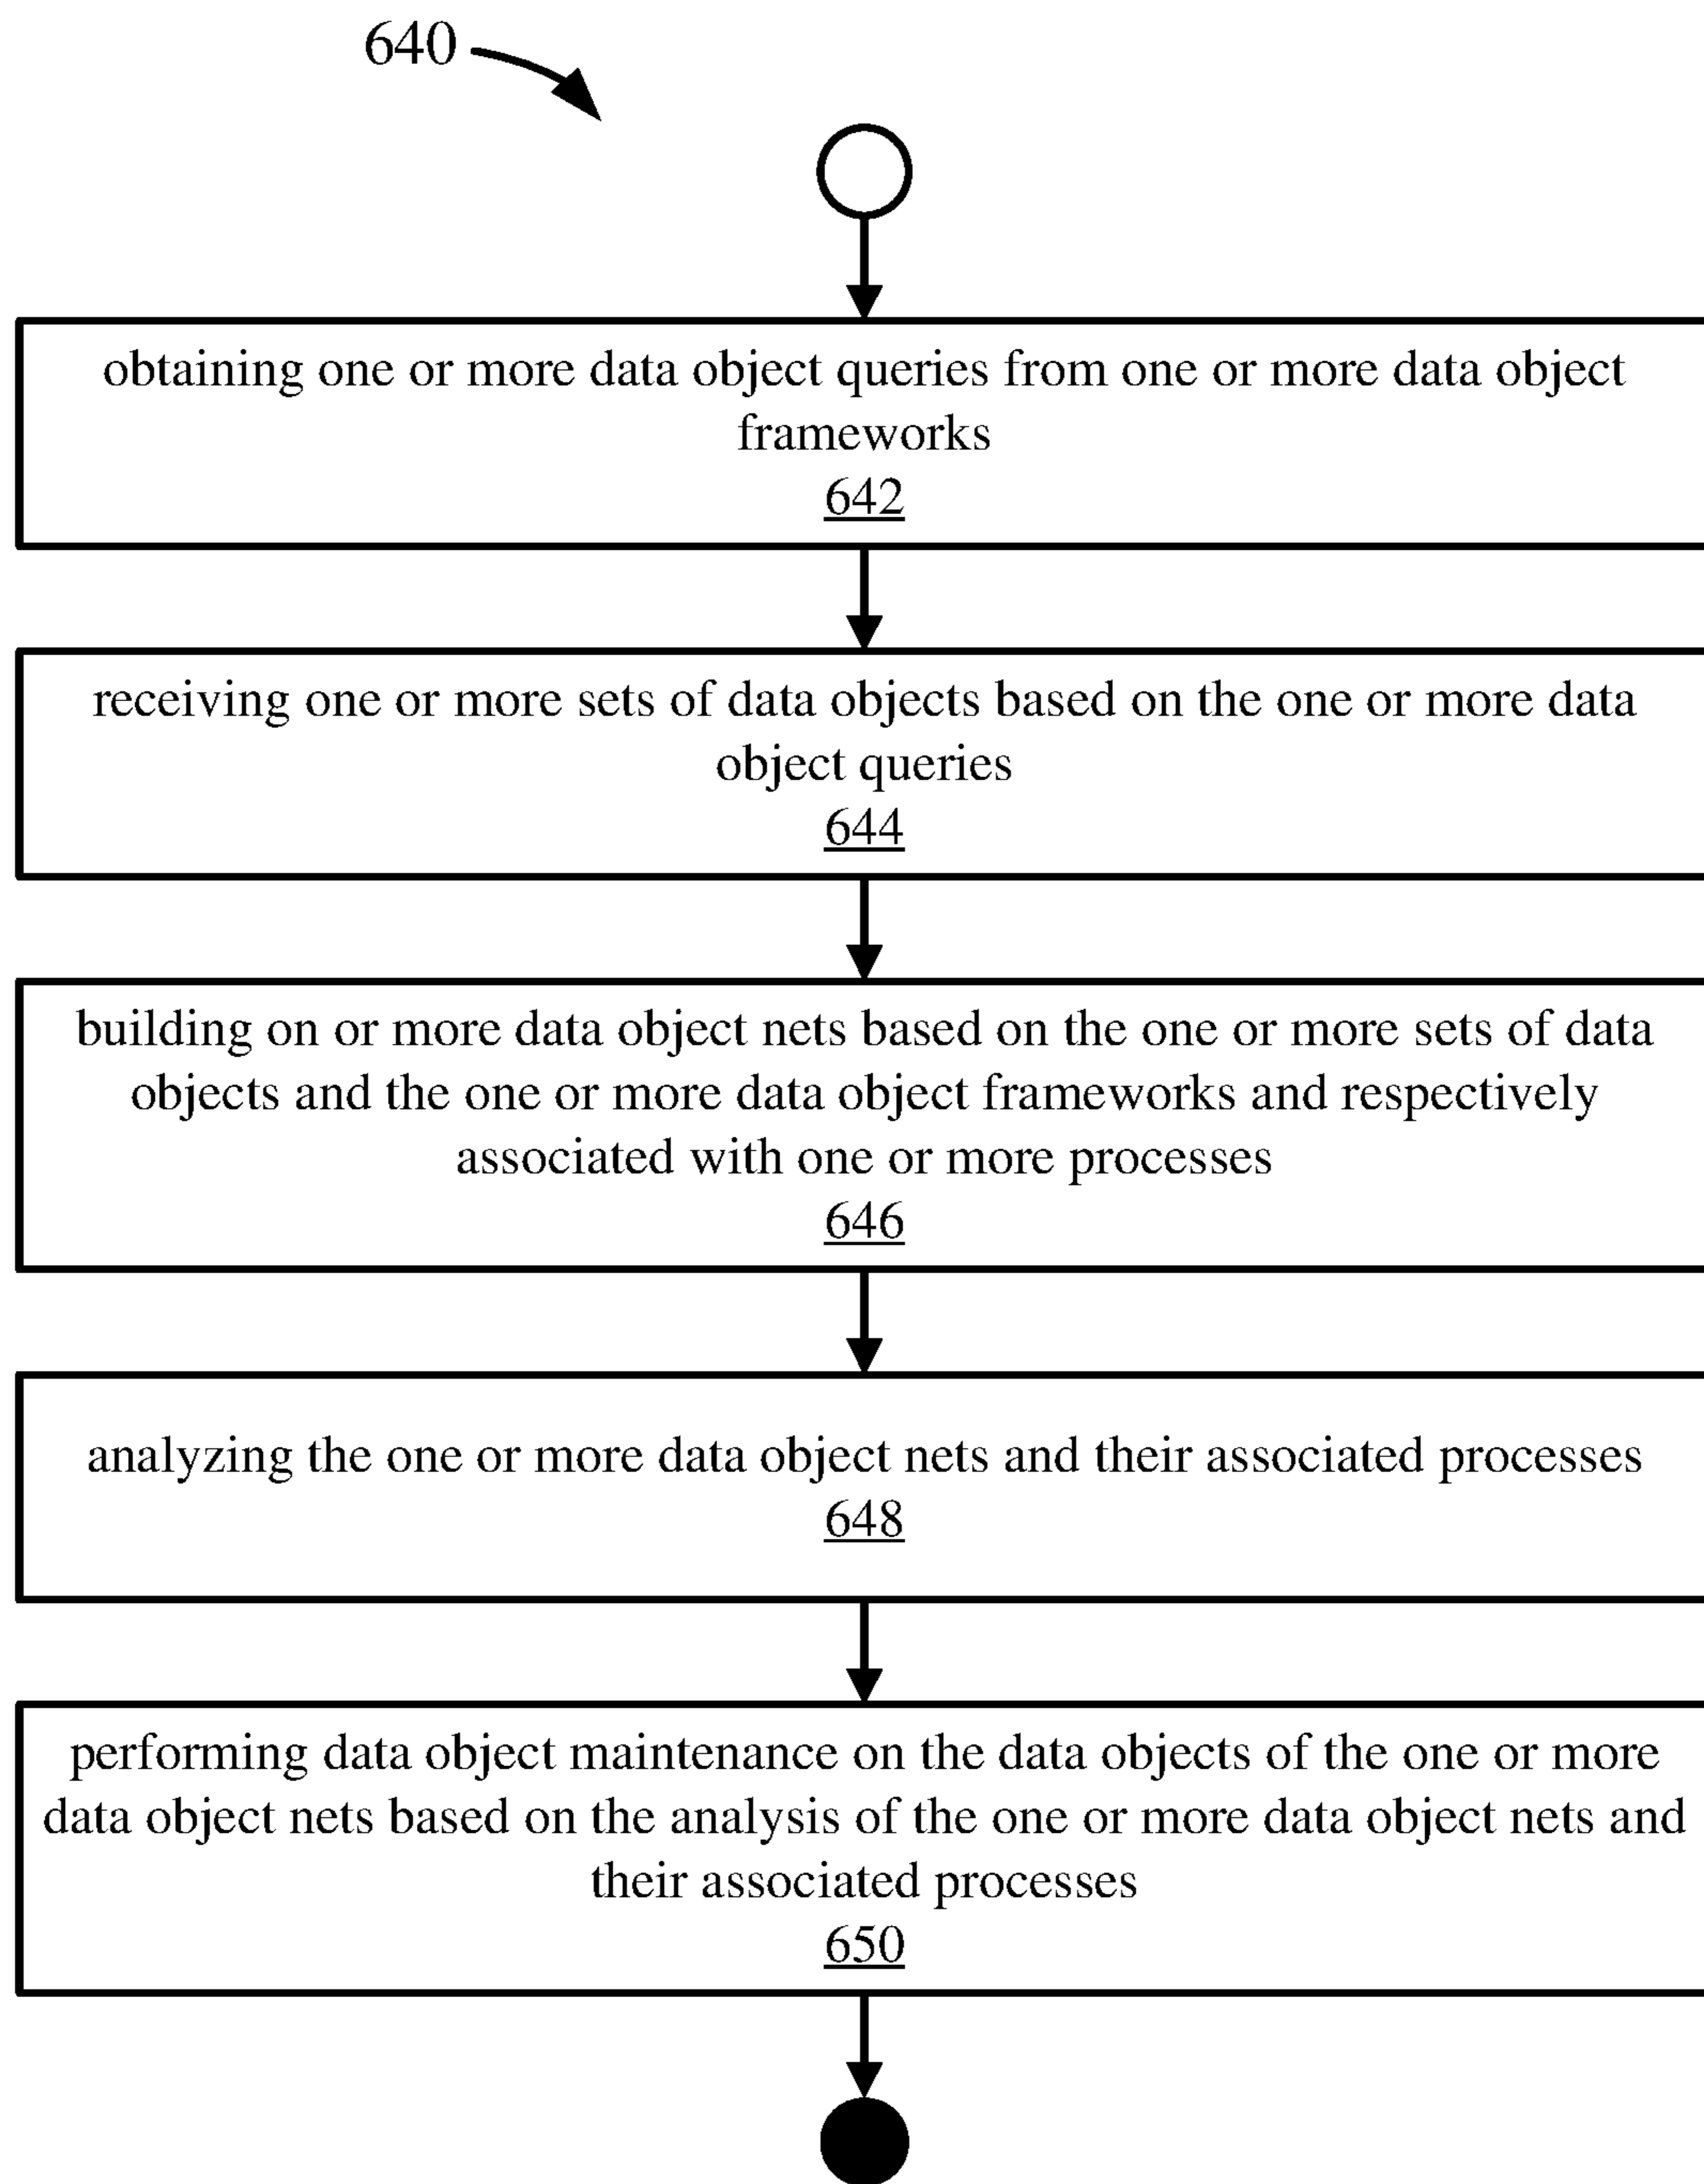 640
obtaining one or more data object queries from one or more data object
frameworks
642
receiving one or more sets of data objects based on the one or more data
object queries
644
building on or more data object nets based on the one or more sets of data
objects and the one or more data object frameworks and respectively
associated with one or more processes
646
analyzing the one or more data object nets and their associated processes
648
performing data object maintenance on the data objects of the one or more
data object nets based on the analysis of the one or more data object nets and
their associated processes
650